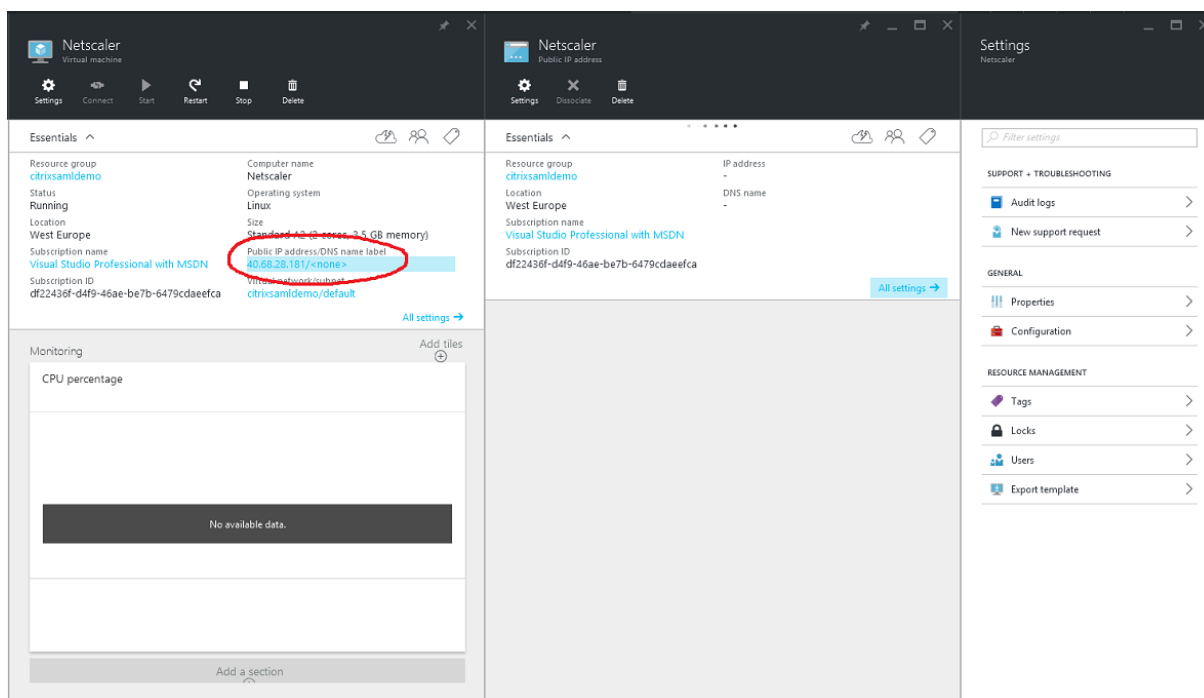 Netscaler
Virtual machine
Settings Connect Start Restart Stop Delete
Essentials
Resource group
citrixsamldemo
Computer name
Netscaler
Status
Running
Operating system
Linux
Location
West Europe
Size
Standard A2 (2 cores, 3.5 GB memory)
Subscription name
Visual Studio Professional with MSDN
Public IP address/DNS name label
40.68.28.181/<none>
Subscription ID
df22436f-d4f9-46ae-be7b-6479cdaeefca
Virtual network/subnet
citrixsamldemo/default
All settings →
Monitoring
Add tiles
CPU percentage
No available data.
Add a section
Netscaler
Public IP address
Settings Dissociate Delete
Essentials
Resource group
citrixsamldemo
IP address
-
Location
West Europe
DNS name
-
Subscription name
Visual Studio Professional with MSDN
Subscription ID
df22436f-d4f9-46ae-be7b-6479cdaeefca
All settings →
Settings
Netscaler
Filter settings
SUPPORT + TROUBLESHOOTING
Audit logs
New support request
GENERAL
Properties
Configuration
RESOURCE MANAGEMENT
Tags
Locks
Users
Export template